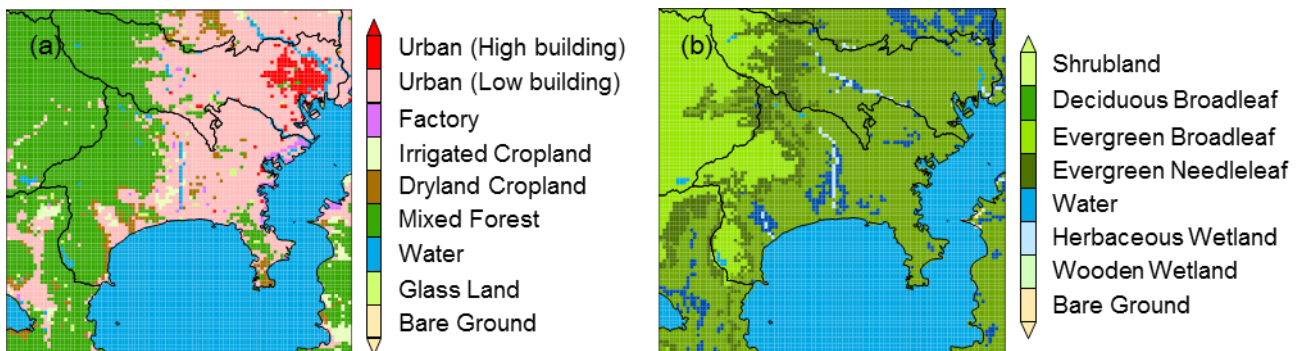 (a)
Urban (High building)
Urban (Low building)
Factory
Irrigated Cropland
Dryland Cropland
Mixed Forest
Water
Glass Land
Bare Ground
(b)
Shrubland
Deciduous Broadleaf
Evergreen Broadleaf
Evergreen Needleleaf
Water
Herbaceous Wetland
Wooden Wetland
Bare Ground